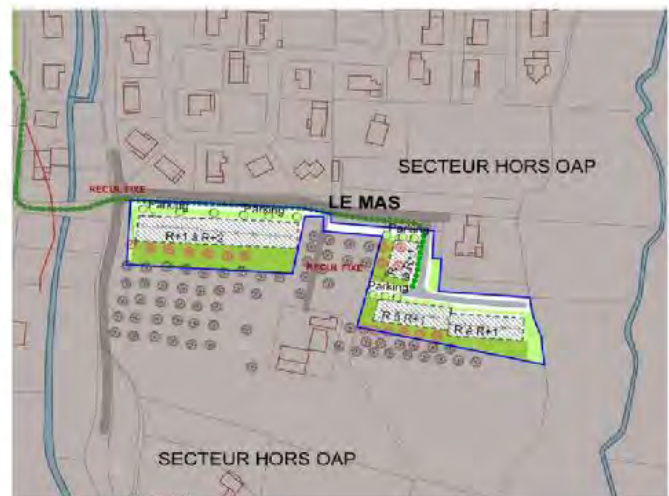 SECTEUR HORS OAP
RECUL FIXE
LE MAS
Parking
Parking
Parking
R+1 à R+2
RECUL FIXE
Parking
R à R+1
R à R+1
SECTEUR HORS OAP